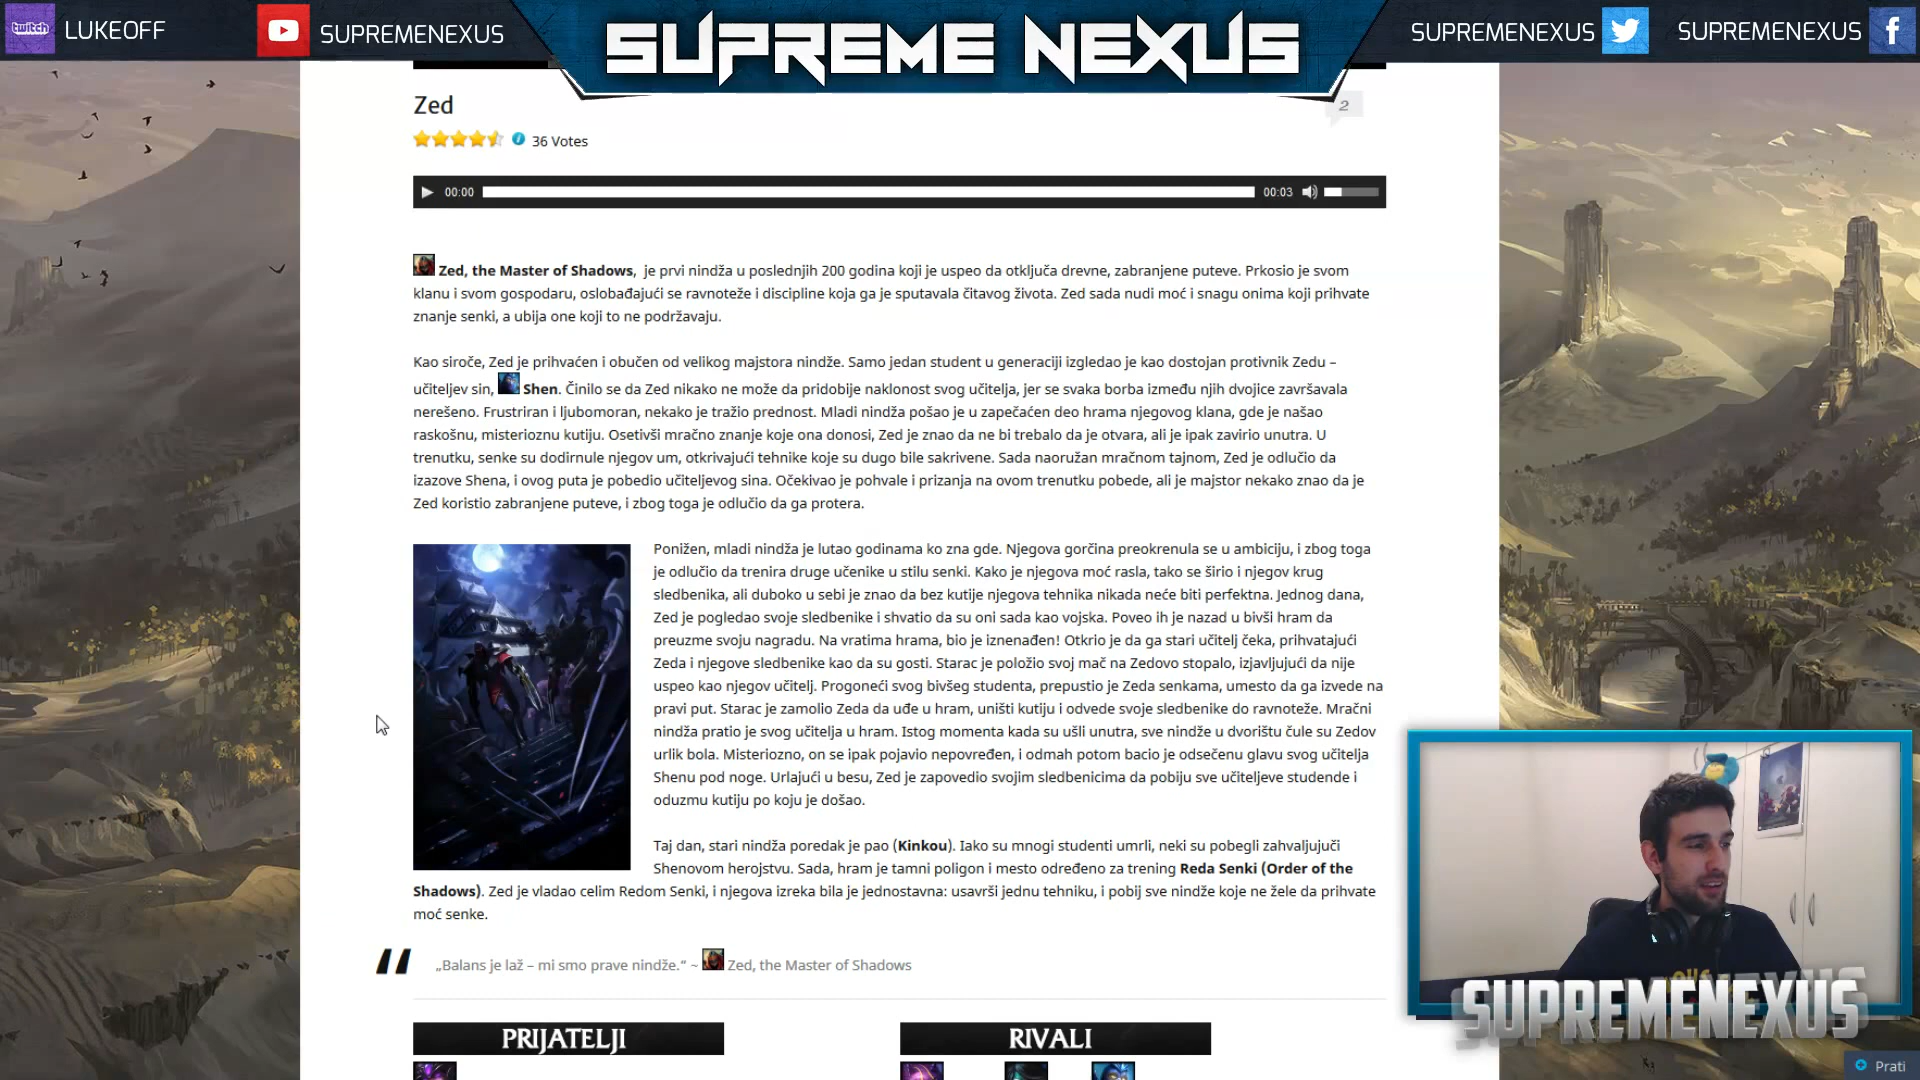 twitch LUKEOFF SUPREMENEXUS SUPREME NEXUS SUPREMENEXUS SUPREMENEXUS
Zed
2
36 Votes
00:00 00:03
Zed, the Master of Shadows, je prvi nindža u poslednjih 200 godina koji je uspeo da otključa drevne, zabranjene puteve. Prkosio je svom
klanu i svom gospodaru, oslobađajući se ravnoteže i discipline koja ga je sputavala čitavog života. Zed sada nudi moć i snagu onima koji prihvate
znanje senki, a ubija one koji to ne podržavaju.
Kao siroče, Zed je prihvaćen i obučen od velikog majstora nindže. Samo jedan student u generaciji izgledao je kao dostojan protivnik Zedu –
učiteljev sin, Shen. Činilo se da Zed nikako ne može da pridobije naklonost svog učitelja, jer se svaka borba između njih dvojice završavala
nerešeno. Frustriran i ljubomoran, nekako je tražio prednost. Mladi nindža pošao je u zapečaćen deo hrama njegovog klana, gde je našao
raskošnu, misterioznu kutiju. Osetivši mračno znanje koje ona donosi, Zed je znao da ne bi trebalo da je otvara, ali je ipak zavirio unutra. U
trenutku, senke su dodirnule njegov um, otkrivajući tehnike koje su dugo bile sakrivene. Sada naoružan mračnom tajnom, Zed je odlučio da
izazove Shena, i ovog puta je pobedio učiteljevog sina. Očekivao je pohvale i prizanja na ovom trenutku pobede, ali je majstor nekako znao da je
Zed koristio zabranjene puteve, i zbog toga je odlučio da ga protera.
Ponižen, mladi nindža je lutao godinama ko zna gde. Njegova gorčina preokrenula se u ambiciju, i zbog toga
je odlučio da trenira druge učenike u stilu senki. Kako je njegova moć rasla, tako se širio i njegov krug
sledbenika, ali duboko u sebi je znao da bez kutije njegova tehnika nikada neće biti perfektna. Jednog dana,
Zed je pogledao svoje sledbenike i shvatio da su oni sada kao vojska. Poveo ih je nazad u bivši hram da
preuzme svoju nagradu. Na vratima hrama, bio je iznenađen! Otkrio je da ga stari učitelj čeka, prihvatajući
Zeda i njegove sledbenike kao da su gosti. Starac je položio svoj mač na Zedovo stopalo, izjavljujući da nije
uspeo kao njegov učitelj. Progoneći svog bivšeg studenta, prepustio je Zeda senkama, umesto da ga izvede na
pravi put. Starac je zamolio Zeda da uđe u hram, uništi kutiju i odvede svoje sledbenike do ravnoteže. Mračni
nindža pratio je svog učitelja u hram. Istog momenta kada su ušli unutra, sve nindže u dvorištu čule su Zedov
urlik bola. Misteriozno, on se ipak pojavio nepovređen, i odmah potom bacio je odsečenu glavu svog učitelja
Shenu pod noge. Urlajući u besu, Zed je zapovedio svojim sledbenicima da pobiju sve učiteljeve studende i
oduzmu kutiju po koju je došao.
Taj dan, stari nindža poredak je pao (Kinkou). Iako su mnogi studenti umrli, neki su pobegli zahvaljujuči
Shenovom herojstvu. Sada, hram je tamni poligon i mesto određeno za trening Reda Senki (Order of the
Shadows). Zed je vladao celim Redom Senki, i njegova izreka bila je jednostavna: usavrši jednu tehniku, i pobij sve nindže koje ne žele da prihvate
moć senke.
„Balans je laž – mi smo prave nindže.“ ~ Zed, the Master of Shadows
PRIJATELJI RIVALI
SUPREMENEXUS
Prati